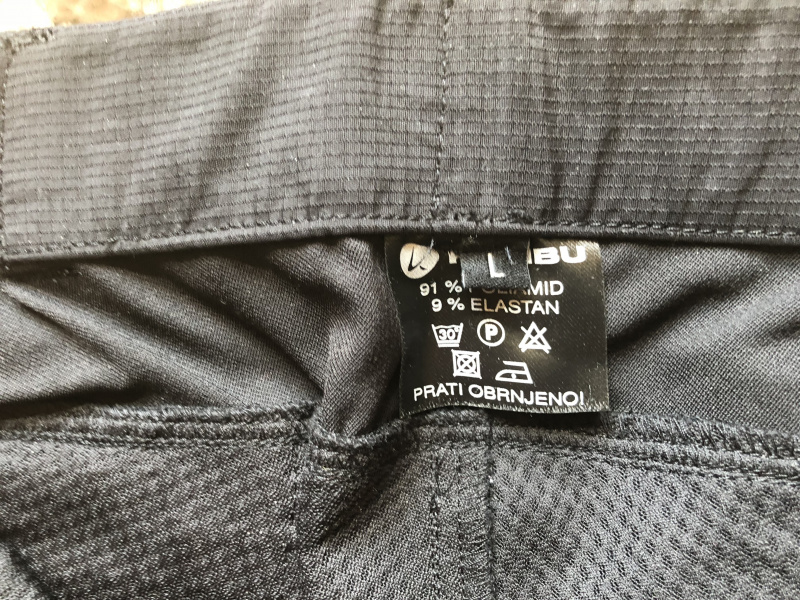 L
91 % POLIAMID
9 % ELASTAN
30° P
PRATI OBRNJENO!